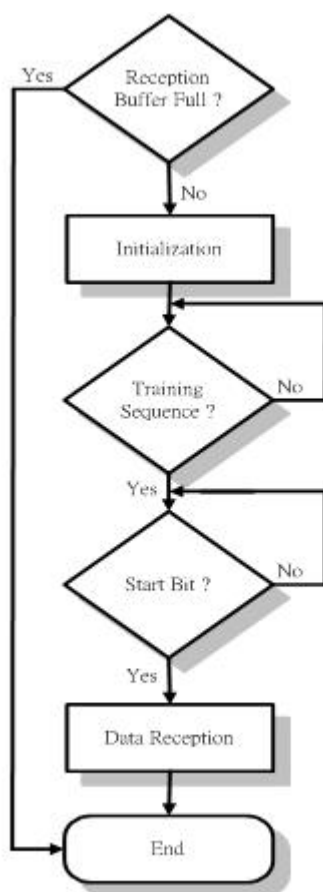 Yes
Reception
Buffer Full ?
No
Initialization
Training
Sequence ?
No
Yes
Start Bit ?
No
Yes
Data Reception
End